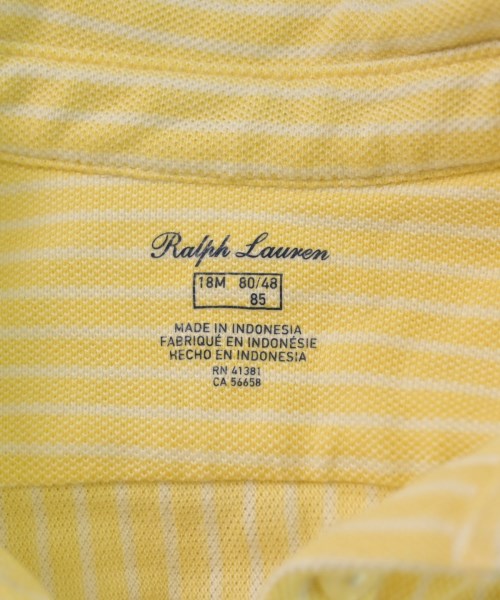 Ralph Lauren
18M 80/48
85
MADE IN INDONESIA
FABRIQUÉ EN INDONÉSIE
HECHO EN INDONESIA
RN 41381
CA 56658